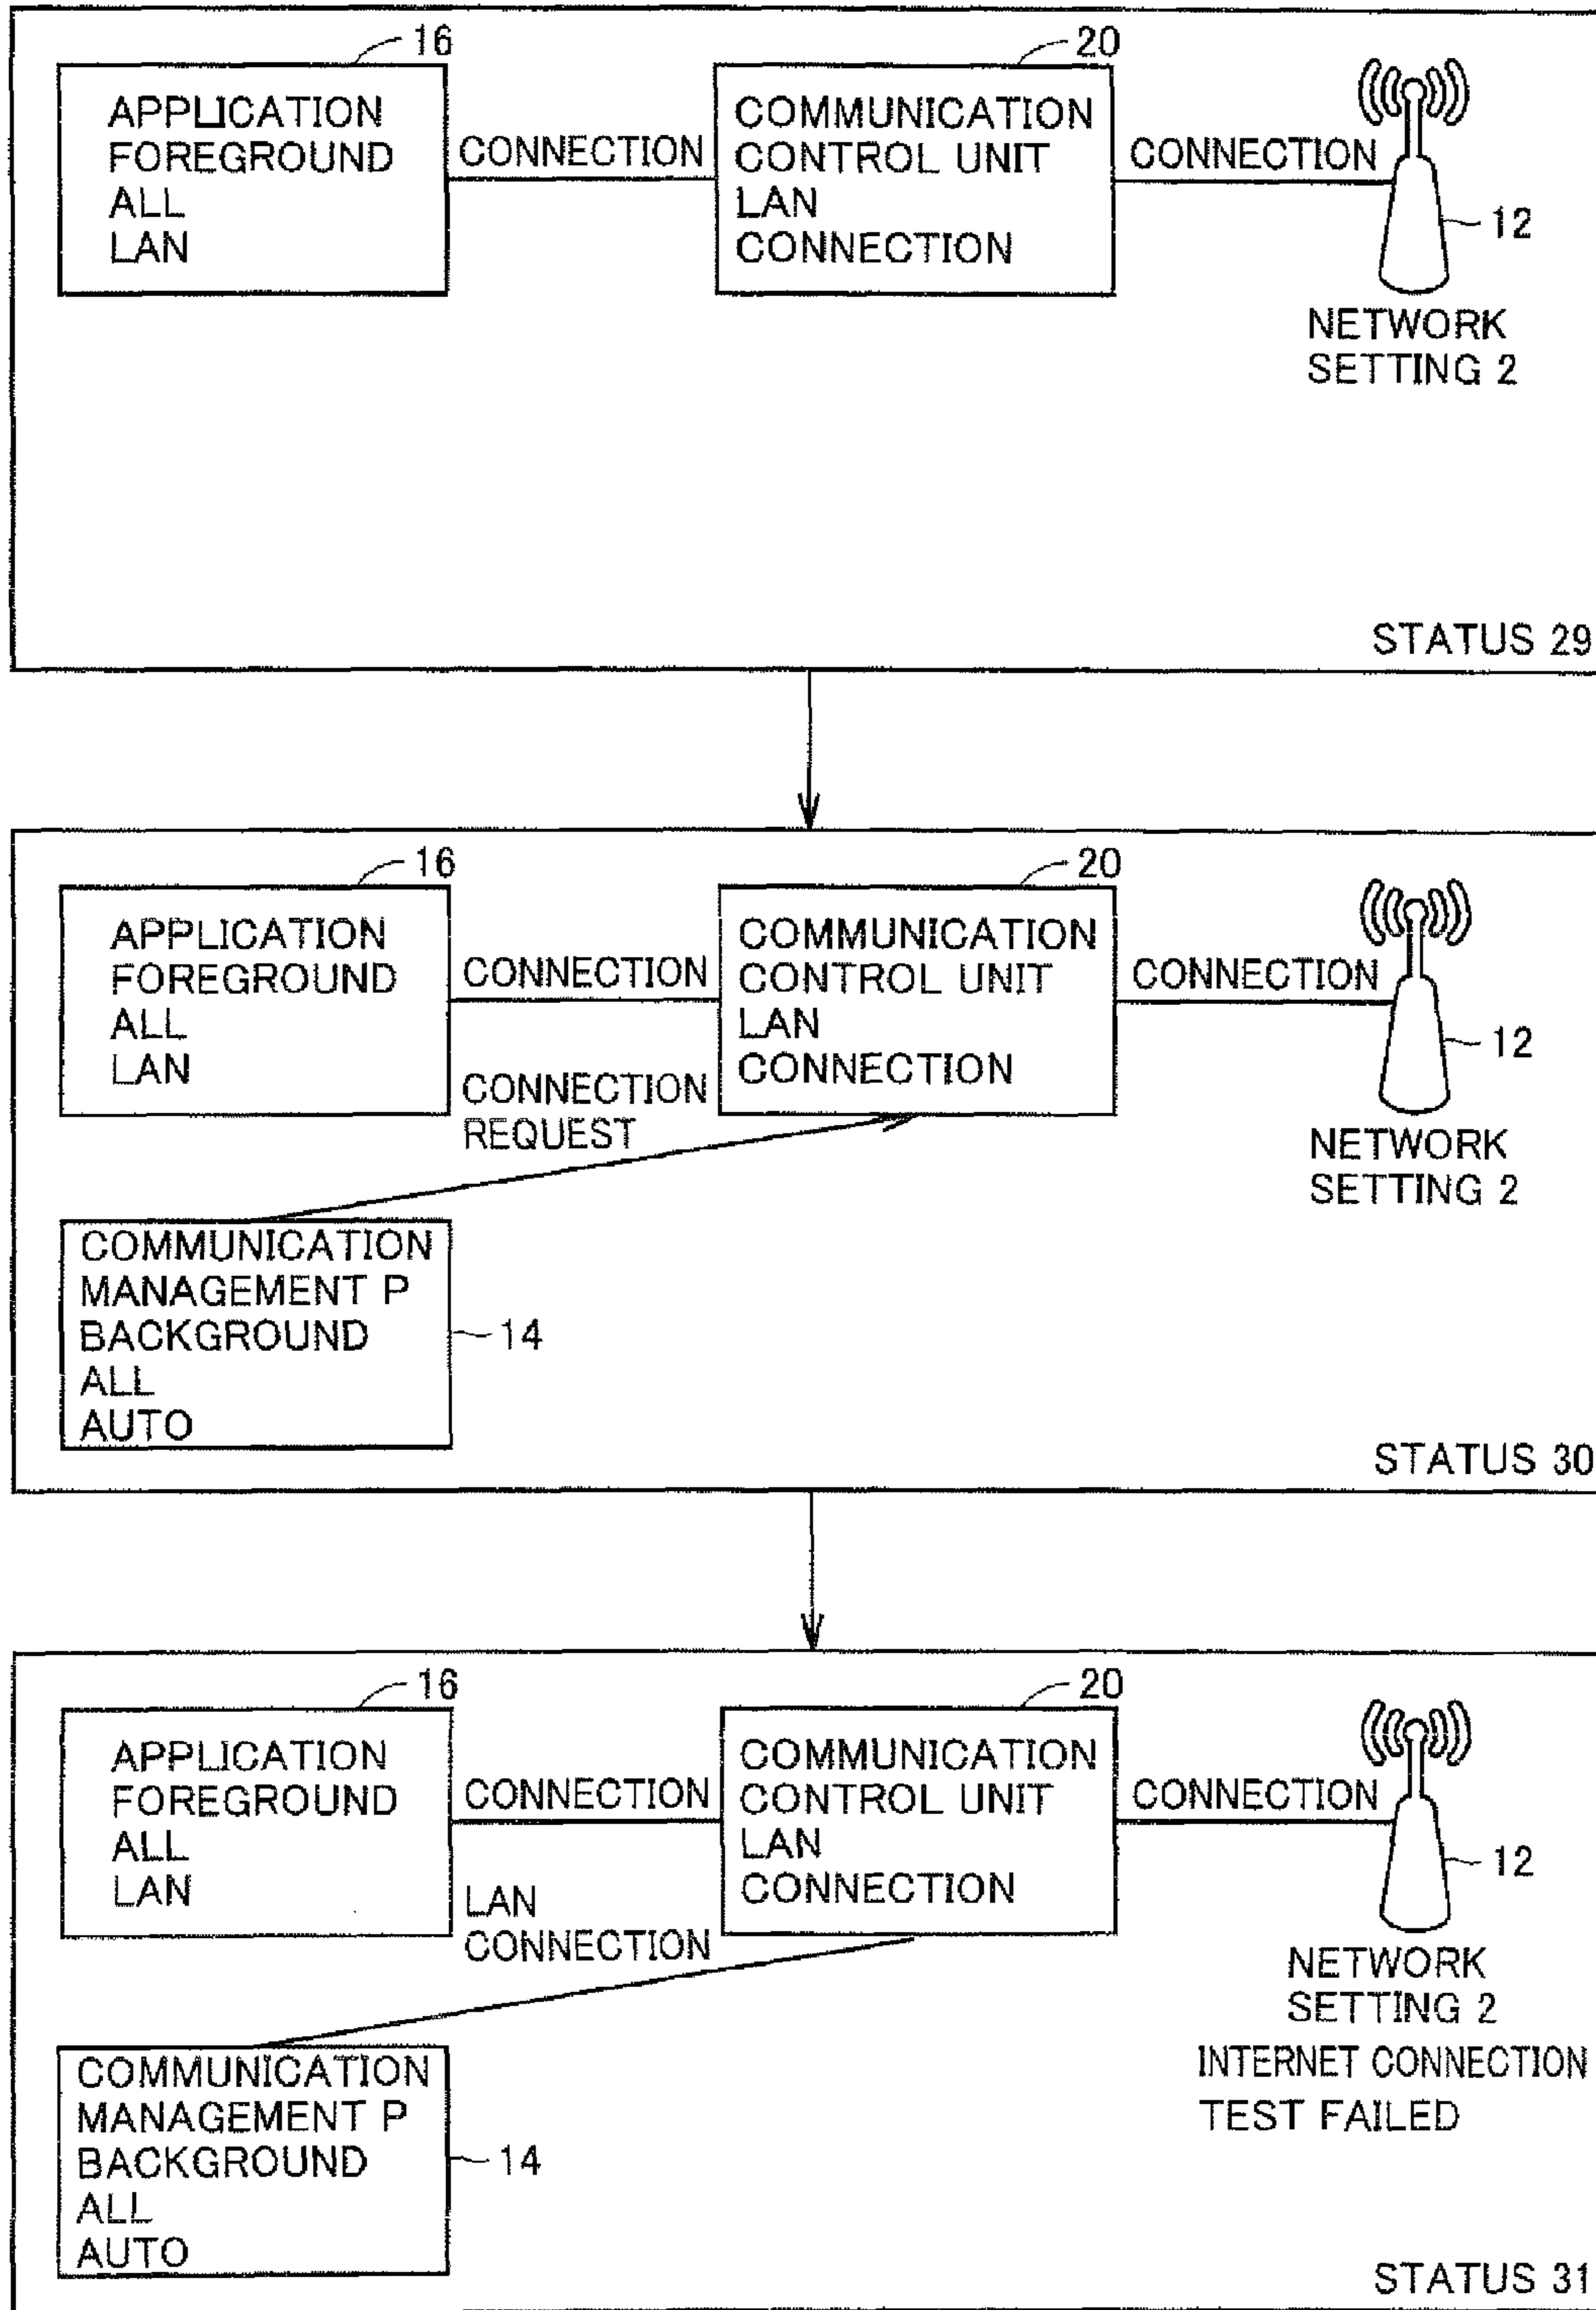 16
20
APPLICATION
FOREGROUND
ALL
LAN
CONNECTION
COMMUNICATION
CONTROL UNIT
LAN
CONNECTION
CONNECTION
12
NETWORK
SETTING 2
STATUS 29
16
20
APPLICATION
FOREGROUND
ALL
LAN
CONNECTION
COMMUNICATION
CONTROL UNIT
LAN
CONNECTION
CONNECTION
12
CONNECTION
REQUEST
NETWORK
SETTING 2
COMMUNICATION
MANAGEMENT P
BACKGROUND
ALL
AUTO
14
STATUS 30
16
20
APPLICATION
FOREGROUND
ALL
LAN
CONNECTION
COMMUNICATION
CONTROL UNIT
LAN
CONNECTION
CONNECTION
12
LAN
CONNECTION
NETWORK
SETTING 2
INTERNET CONNECTION
TEST FAILED
COMMUNICATION
MANAGEMENT P
BACKGROUND
ALL
AUTO
14
STATUS 31